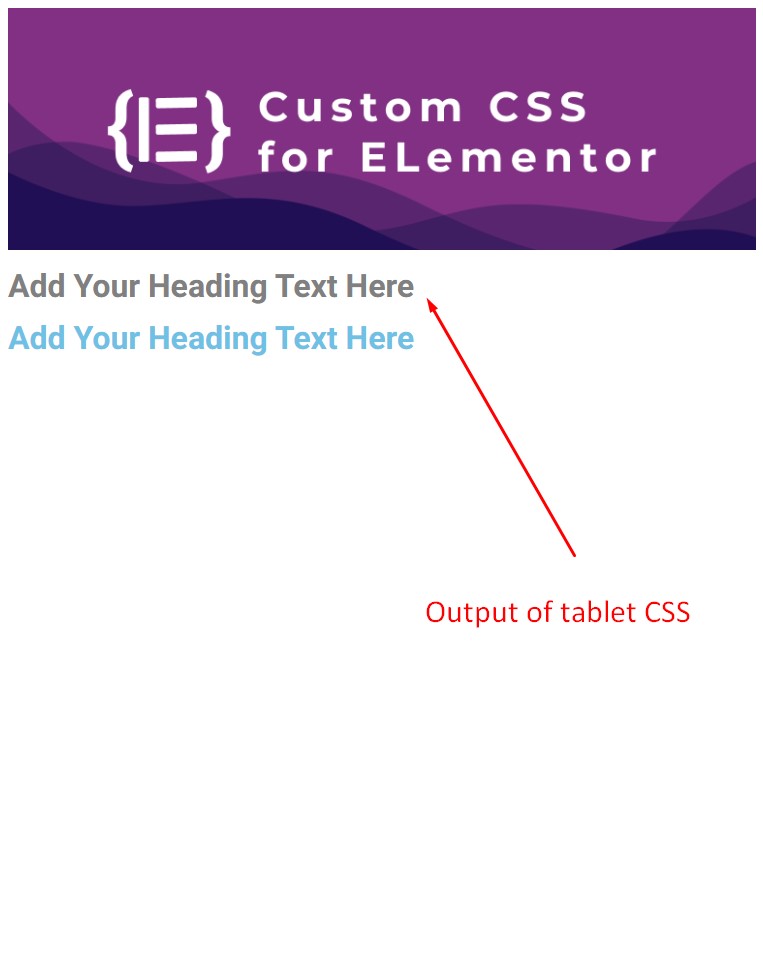 Custom CSS
for ELementor
Add Your Heading Text Here
Add Your Heading Text Here
Output of tablet CSS